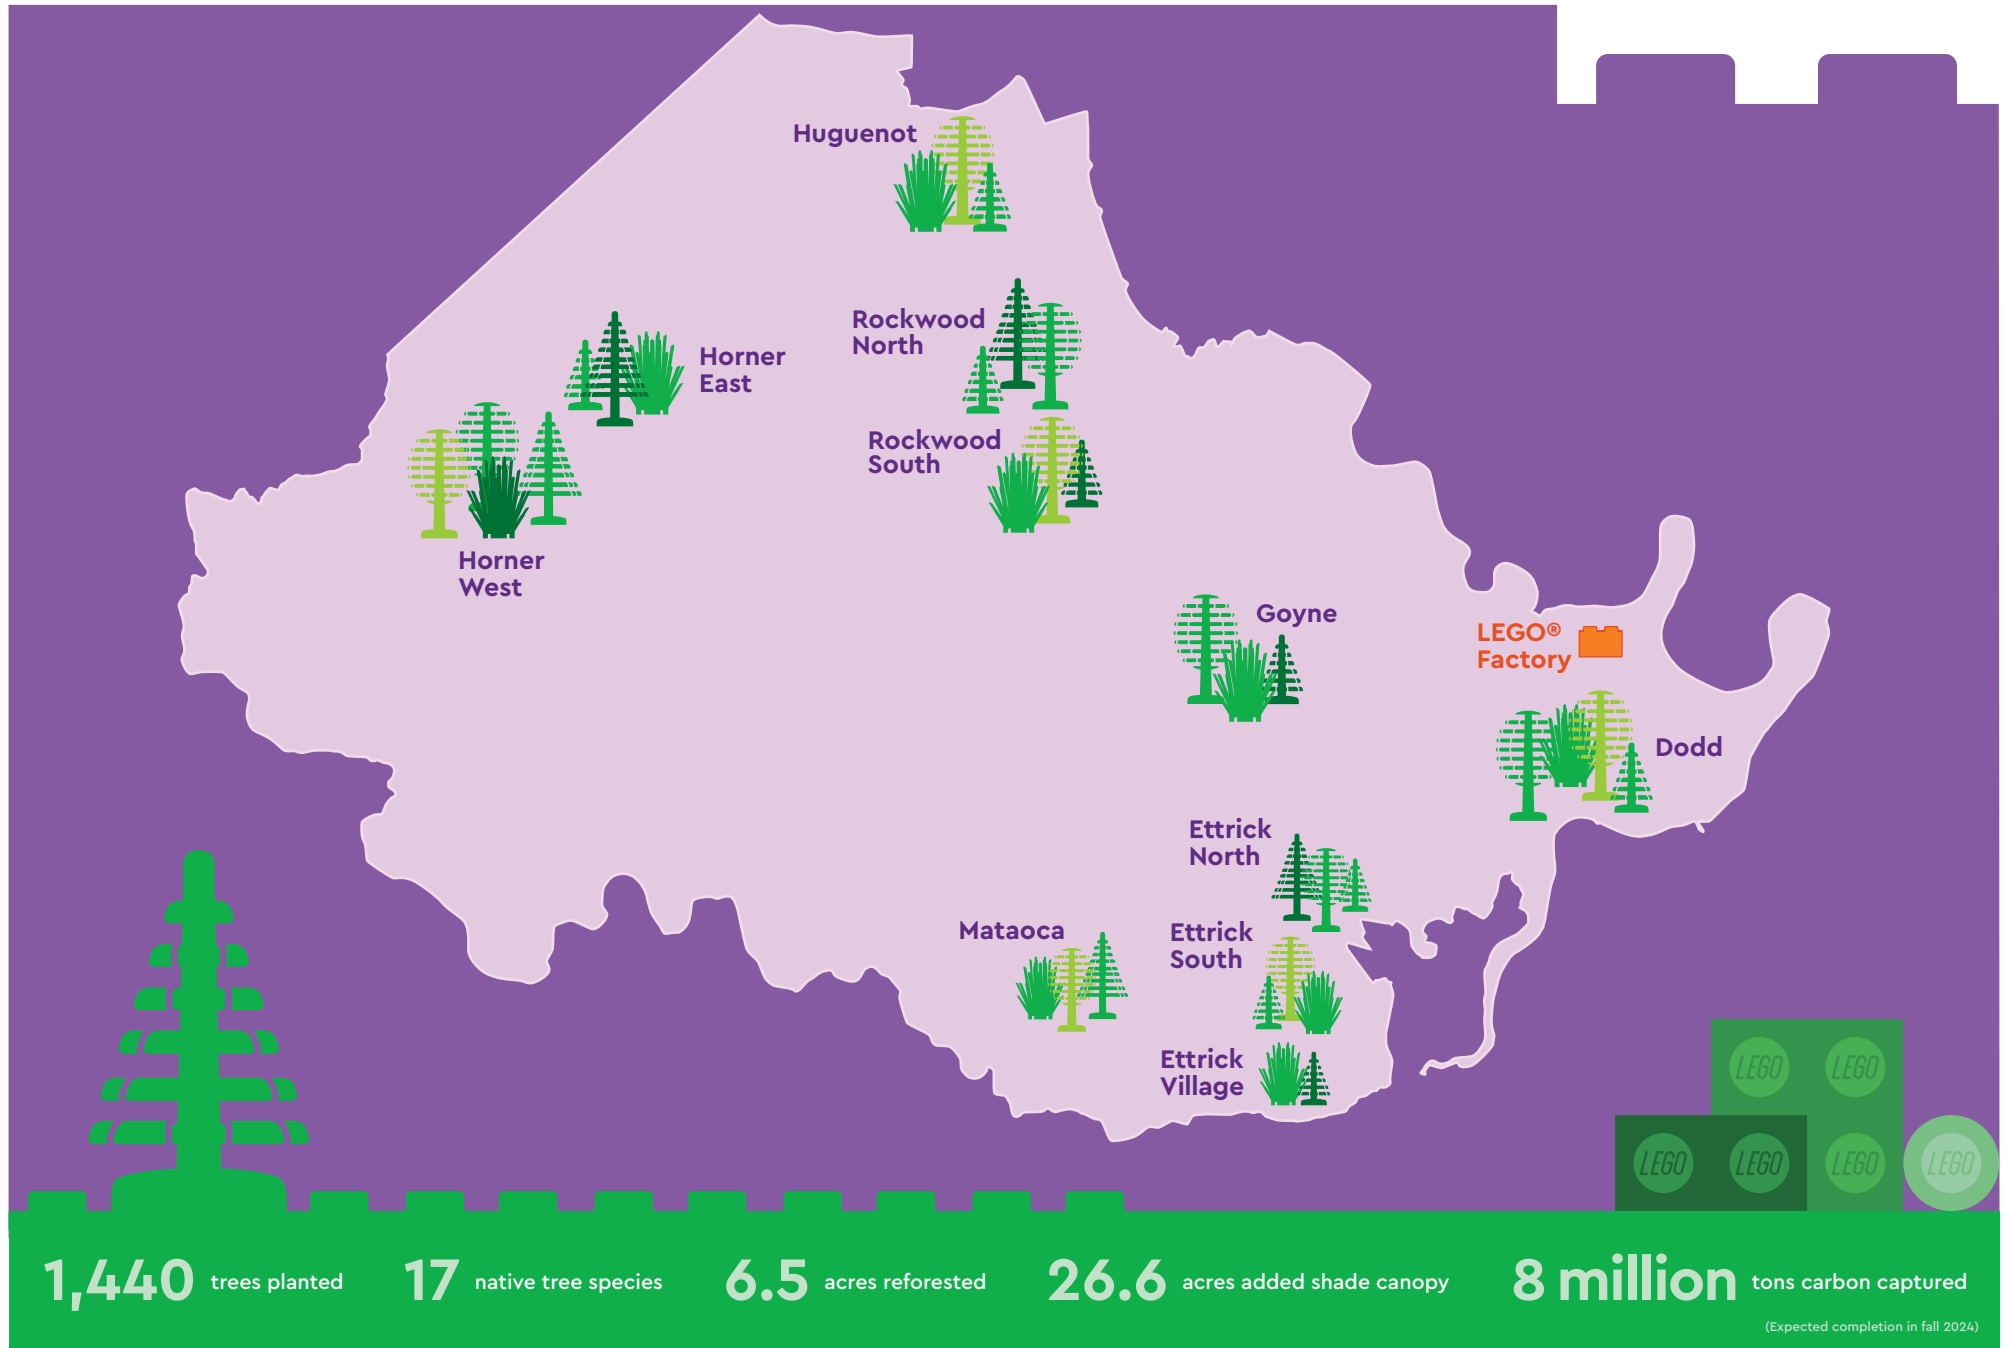 Huguenot
Rockwood
North
Horner
East
Rockwood
South
Horner
West
Goyne
LEGO®
Factory
Dodd
Ettrick
North
Mataoca
Ettrick
South
Ettrick
Village
LEGO LEGO
LEGO LEGO LEGO LEGO
1,440 trees planted 17 native tree species 6.5 acres reforested 26.6 acres added shade canopy 8 million tons carbon captured
(Expected completion in fall 2024)